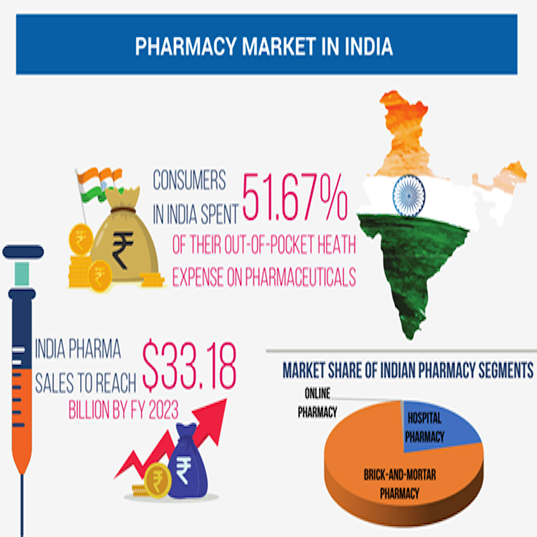 PHARMACY MARKET IN INDIA
CONSUMERS
IN INDIA SPENT 51.67%
OF THEIR OUT-OF-POCKET HEATH
EXPENSE ON PHARMACEUTICALS
INDIA PHARMA
SALES TO REACH $33.18
BILLION BY FY 2023
MARKET SHARE OF INDIAN PHARMACY SEGMENTS
ONLINE
PHARMACY
HOSPITAL
PHARMACY
BRICK-AND-MORTAR
PHARMACY